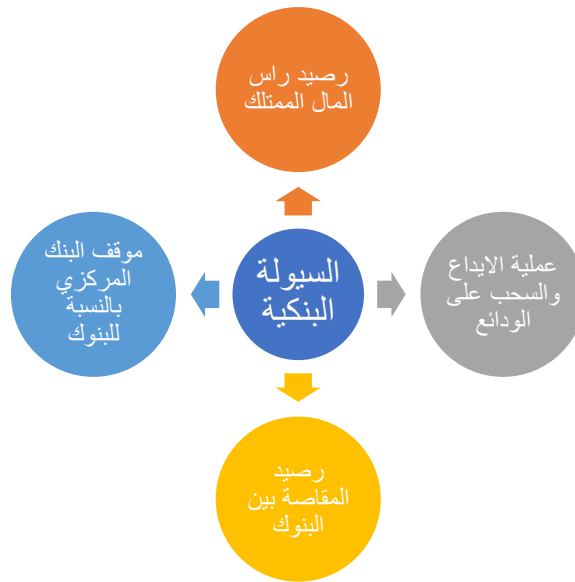 رصيد راس
المال الممتلك
موقف البنك
المركزي
بالنسبة
للبنوك
السيولة
البنكية
عملية الايداع
والسحب على
الودائع
رصيد
المقاصة بين
البنوك